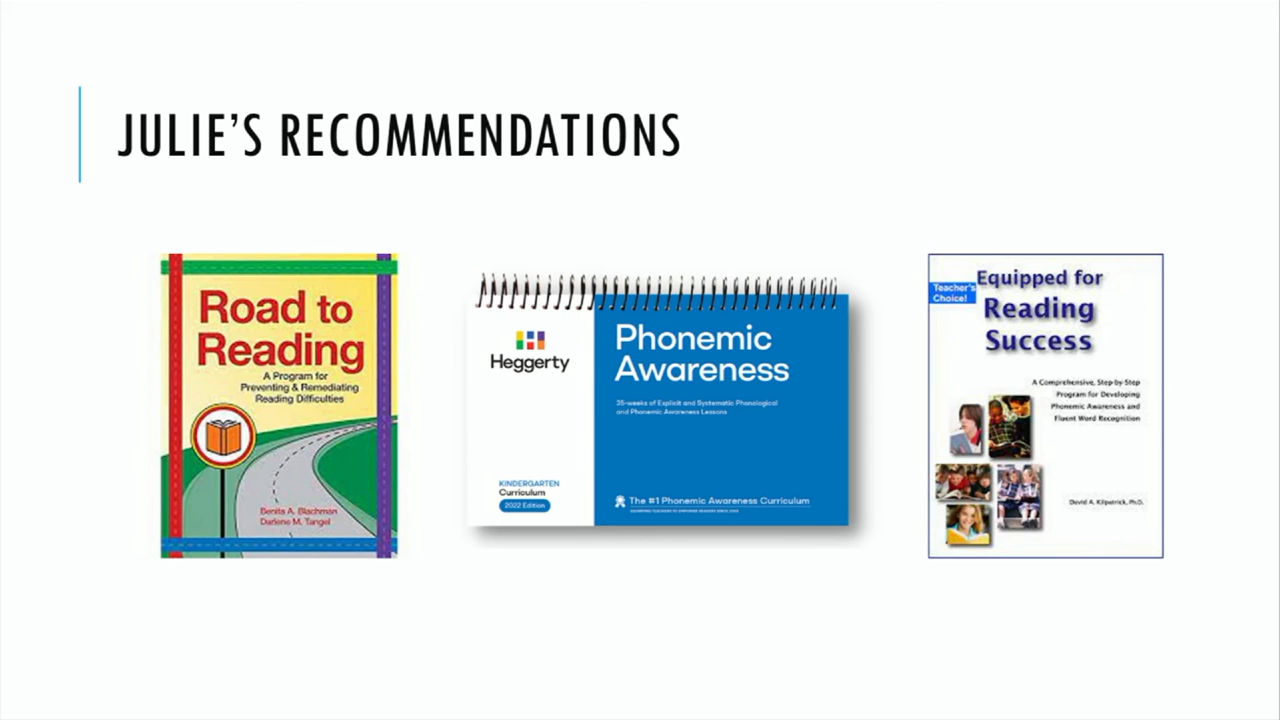 JULIE'S RECOMMENDATIONS
Road to
Reading
A Program for
Preventing & Remediating
Reading Difficulties
Benita A. Blachman
Darlene M. Tangel
Heggerty
KINDERGARTEN
Curriculum
2022 Edition
Phonemic
Awareness
35-weeks of Explicit and Systematic Phonological
and Phonemic Awareness Lessons
The #1 Phonemic Awareness Curriculum
Teacher's
Choice!
Equipped for
Reading
Success
A Comprehensive, Step-by-Step
Program for Developing
Phonemic Awareness and
Fluent Word Recognition
David A. Kilpatrick, Ph.D.